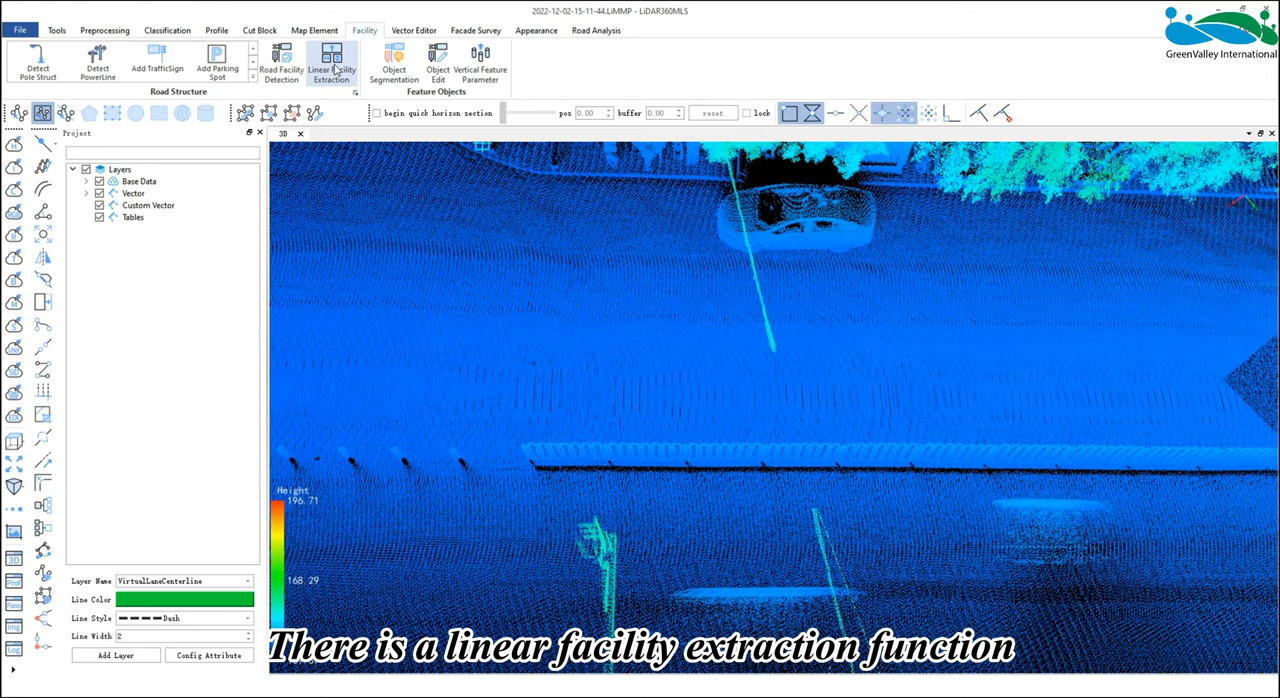 2022-12-02-15-11-44.LiMMP - LiDAR360MLS
GreenValley International
File Tools Preprocessing Classification Profile Cut Block Map Element Facility Vector Editor Facade Survey Appearance Road Analysis
Detect Pole Struct
Detect PowerLine
Add TrafficSign
Add Parking Spot
Road Facility Detection
Linear Facility Extraction
Object Segmentation
Object Edit
Vertical Feature Parameter
Road Structure
Feature Objects
begin quick horizon section pos 0.00 buffer 0.00 reset lock
Project
3D
Layers
Base Data
Vector
Custom Vector
Tables
Height
196.71
168.29
Layer Name VirtualLaneCenterline
Line Color
Line Style Dash
Line Width 2
Add Layer Config Attribute
There is a linear facility extraction function